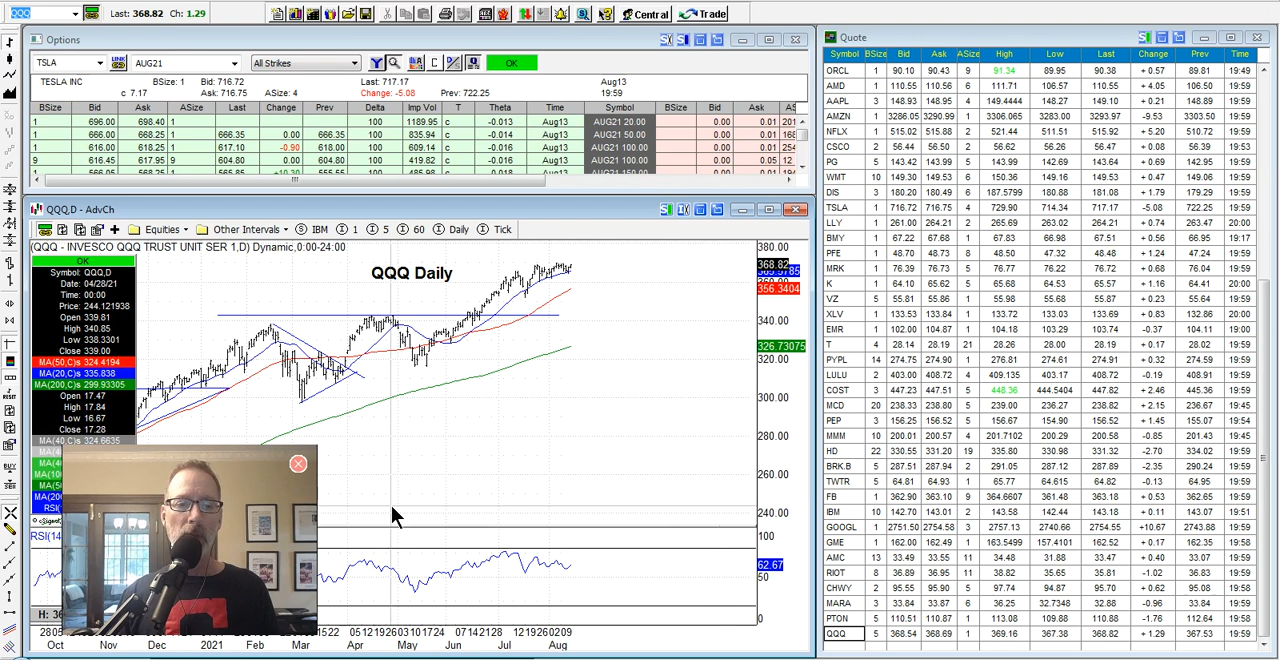 QQQ Last: 368.82 Ch: 1.29 Central Trade
Options
TSLA LINK AUG21 All Strikes C OK
TESLA INC BSize: 1 Bid: 716.72 Last: 717.17 Aug13
c 7.17 Ask: 716.75 ASize: 4 Change: -5.08 Prev: 722.25 19:59
BSize Bid Ask ASize Last Change Prev Delta Imp Vol T Theta Time Symbol BSize Bid Ask AS
1 696.00 698.40 1 100 1189.95 c -0.013 Aug13 AUG21 20.00 0.00 0.01 201
1 666.00 668.25 1 666.35 0.00 666.35 100 835.94 c -0.014 Aug13 AUG21 50.00 0.00 0.01 168
1 616.00 618.25 1 617.10 -0.90 618.00 100 609.14 c -0.016 Aug13 AUG21 100.00 0.00 0.01 254
9 616.45 617.95 9 604.80 0.00 604.80 100 419.82 c -0.016 Aug13 AUG21 100.00 0.00 0.05 12
1 566.05 568.25 1 565.85 +10.30 555.55 100 485.98 c 0.018 Aug13 AUG21 150.00 0.00 0.01
QQQ,D - AdvCh
Equities Other Intervals S IBM I 1 I 5 I 60 I Daily I Tick
(QQQ - INVESCO QQQ TRUST UNIT SER 1,D) Dynamic,0:00-24:00
OK
Symbol: QQQ,D
Date: 04/28/21
Time: 00:00
Price: 244.121938
Open 339.81
High 340.85
Low 338.3301
Close 339.00
MA(50,C)s 324.4194
MA(20,C)s 335.838
MA(200,C)s 299.93305
Open 17.47
High 17.84
Low 16.67
Close 17.28
MA(40,C)s 324.6635
QQQ Daily
380.00
368.82
356.3404
340.00
326.73075
320.00
300.00
280.00
260.00
240.00
RSI(14
100
62.67
50
0
Oct Nov Dec 2021 Feb Mar Apr May Jun Jul Aug
Quote
Symbol BSize Bid Ask ASize High Low Last Change Prev Time
ORCL 1 90.10 90.43 9 91.34 89.95 90.38 + 0.57 89.81 19:49
AMD 1 110.55 110.56 6 111.71 106.57 110.55 + 4.05 106.50 19:59
AAPL 3 148.93 148.95 4 149.4444 148.27 149.10 + 0.21 148.89 19:59
AMZN 1 3286.05 3290.99 1 3306.065 3283.00 3293.97 -9.53 3303.50 19:59
NFLX 1 515.02 515.88 2 521.44 511.51 515.92 + 5.20 510.72 19:59
CSCO 2 56.44 56.50 2 56.62 56.26 56.47 + 0.08 56.39 19:53
PG 5 143.42 143.99 5 143.99 142.69 143.64 + 0.69 142.95 19:59
WMT 1 149.30 149.53 4 150.36 149.16 149.53 + 0.47 149.06 19:59
DIS 3 180.20 180.49 6 187.5799 180.88 181.08 + 1.79 179.29 19:59
TSLA 1 716.72 716.75 4 729.90 714.34 717.17 -5.08 722.25 19:59
LLY 1 261.00 264.21 2 265.69 263.02 264.21 + 0.74 263.47 20:00
BMY 1 67.22 67.68 1 67.83 66.98 67.51 + 0.56 66.95 19:17
PFE 4 48.70 48.73 8 48.50 47.36 48.48 + 1.24 47.24 19:59
MRK 5 76.39 76.73 5 76.77 76.22 76.72 + 0.68 76.04 19:59
K 4 64.10 65.62 5 65.68 64.73 65.57 + 1.16 64.41 20:00
VZ 5 55.81 55.86 1 55.98 55.68 55.87 + 0.23 55.64 19:59
XLV 1 133.53 133.84 1 133.72 133.03 133.69 + 0.83 132.86 20:00
EMR 1 102.00 104.87 1 104.18 103.29 103.74 -0.37 104.11 19:00
T 4 28.14 28.19 21 28.26 28.03 28.19 + 0.17 28.02 19:59
PYPL 14 274.75 274.90 1 276.81 274.61 274.91 + 0.32 274.59 19:59
LULU 2 403.00 408.72 1 409.135 403.17 408.72 -0.19 408.91 19:59
COST 3 447.23 447.51 5 448.36 444.5404 447.82 + 2.46 445.36 19:59
MCD 20 238.33 238.80 5 239.00 236.27 238.82 + 2.15 236.67 19:45
PEP 3 156.25 156.52 5 156.67 154.90 156.52 + 1.45 155.07 19:54
MMM 10 200.01 200.57 4 201.7102 200.29 200.58 -0.85 201.43 19:45
HD 22 330.55 331.20 19 335.80 330.98 331.32 -2.70 334.02 19:59
BRK.B 5 287.51 287.94 2 291.05 287.12 287.89 -2.35 290.24 19:59
TWTR 5 64.81 64.93 1 65.77 64.615 64.82 -0.13 64.95 19:59
FB 1 362.90 363.10 9 364.6607 361.48 363.18 + 0.53 362.65 19:59
IBM 10 142.70 143.01 2 143.58 142.44 143.18 + 0.11 143.07 19:51
GOOGL 1 2751.50 2754.58 3 2757.13 2740.66 2754.55 +10.67 2743.88 19:59
GME 1 162.00 162.49 1 163.5499 157.4101 162.52 + 0.17 162.35 19:58
AMC 13 33.49 33.55 11 34.48 31.88 33.47 + 0.40 33.07 19:59
RIOT 8 36.89 36.95 11 38.82 35.65 35.81 -1.02 36.83 19:59
CHWY 2 95.55 95.90 5 97.74 94.87 95.70 + 0.62 95.08 19:58
MARA 3 33.84 33.87 6 36.25 32.7348 32.88 -0.96 33.84 19:59
PTON 5 110.51 110.87 1 113.08 109.88 110.88 -1.76 112.64 19:58
QQQ 5 368.54 368.69 1 369.16 367.38 368.82 + 1.29 367.53 19:59